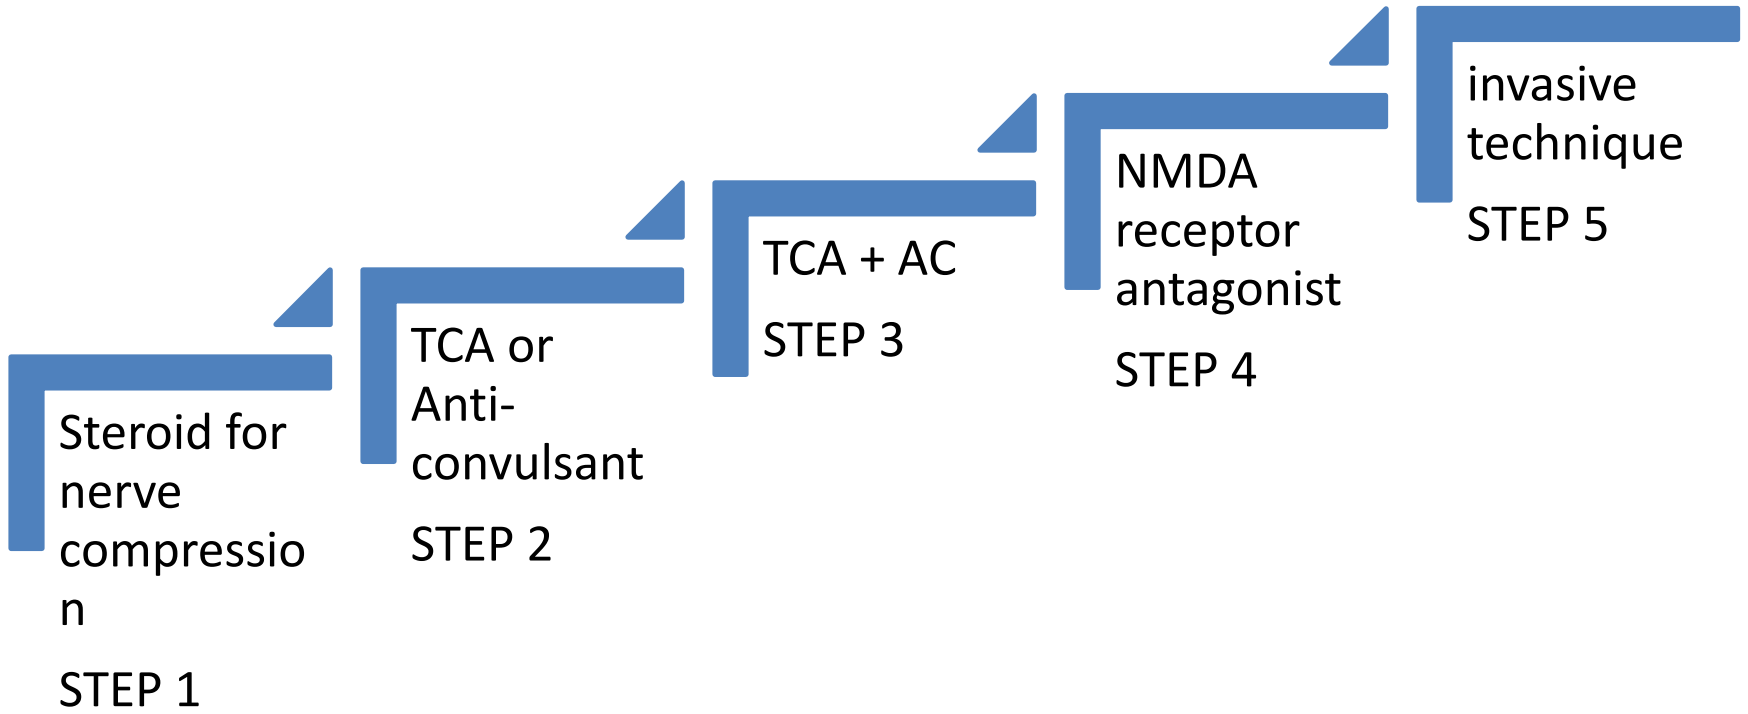 Steroid for
nerve
compressio
n
STEP 1
TCA or
Anti-
convulsant
STEP 2
TCA + AC
STEP 3
NMDA
receptor
antagonist
STEP 4
invasive
technique
STEP 5